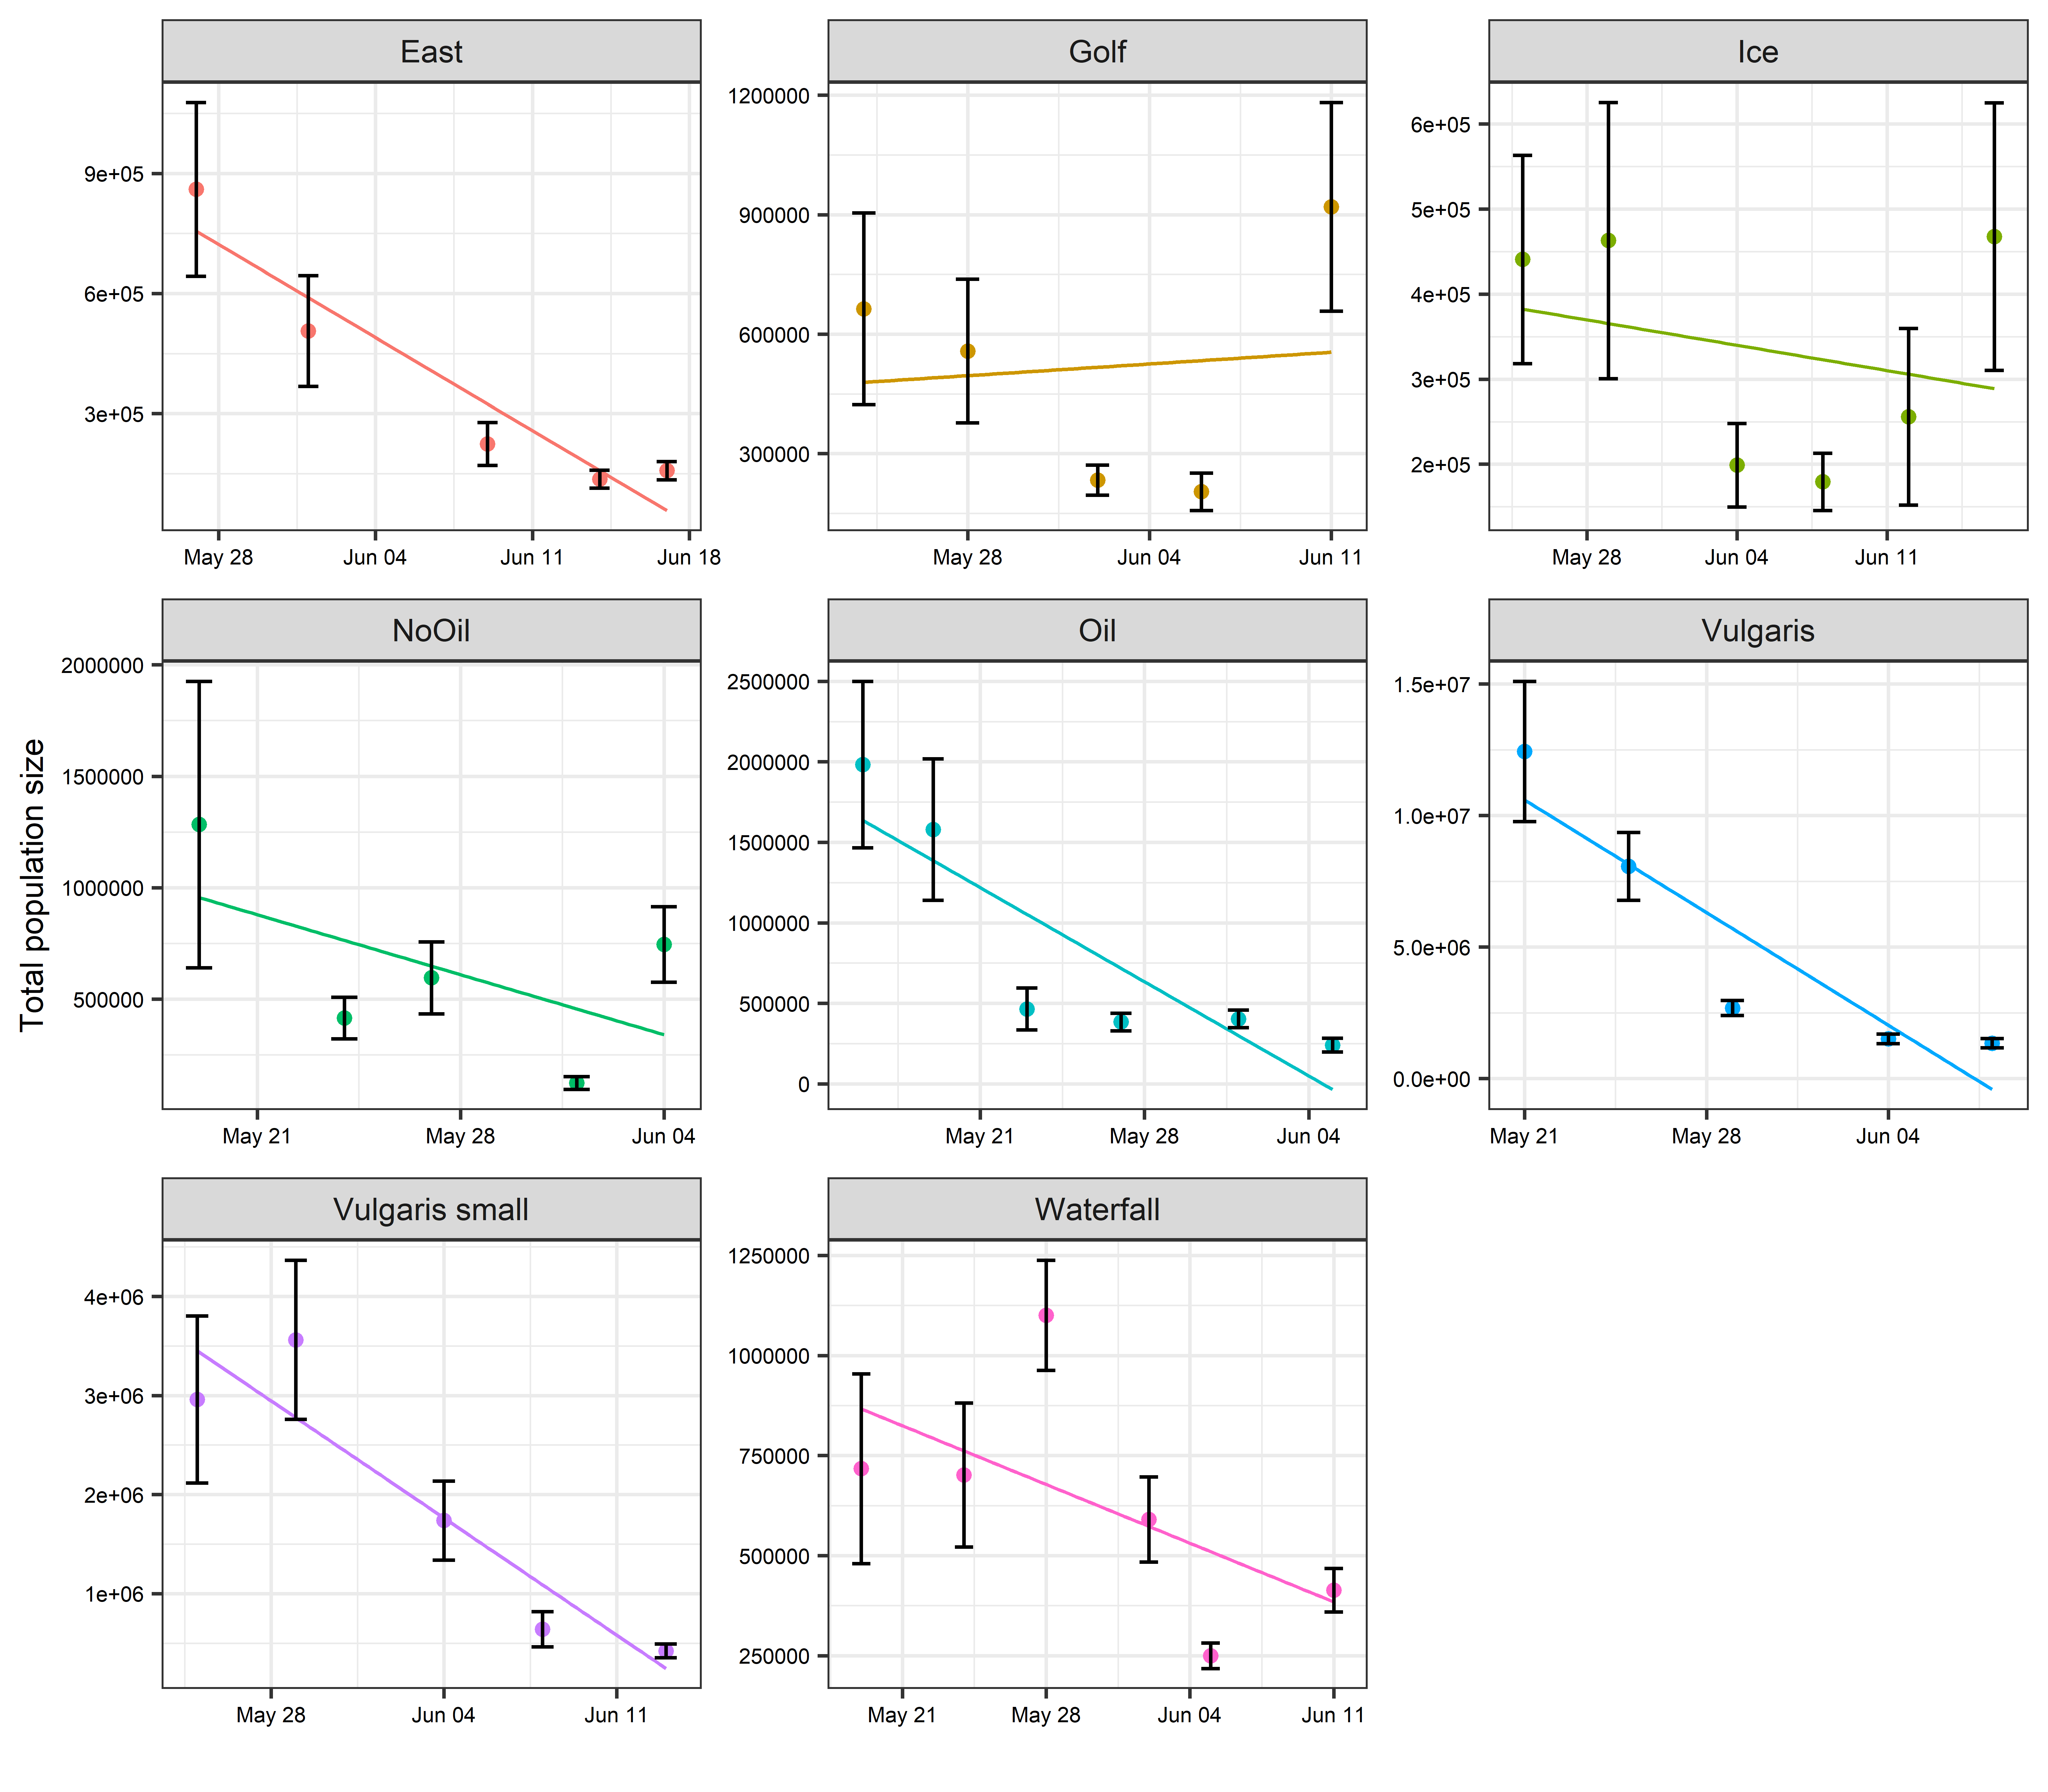 East
Golf
Ice
9e+05
6e+05
3e+05
May 28
Jun 04
Jun 11
Jun 18
1200000
900000
600000
300000
May 28
Jun 04
Jun 11
6e+05
5e+05
4e+05
3e+05
2e+05
May 28
Jun 04
Jun 11
Total population size
NoOil
Oil
Vulgaris
2000000
1500000
1000000
500000
May 21
May 28
Jun 04
2500000
2000000
1500000
1000000
500000
0
May 21
May 28
Jun 04
1.5e+07
1.0e+07
5.0e+06
0.0e+00
May 21
May 28
Jun 04
Vulgaris small
Waterfall
4e+06
3e+06
2e+06
1e+06
May 28
Jun 04
Jun 11
1250000
1000000
750000
500000
250000
May 21
May 28
Jun 04
Jun 11